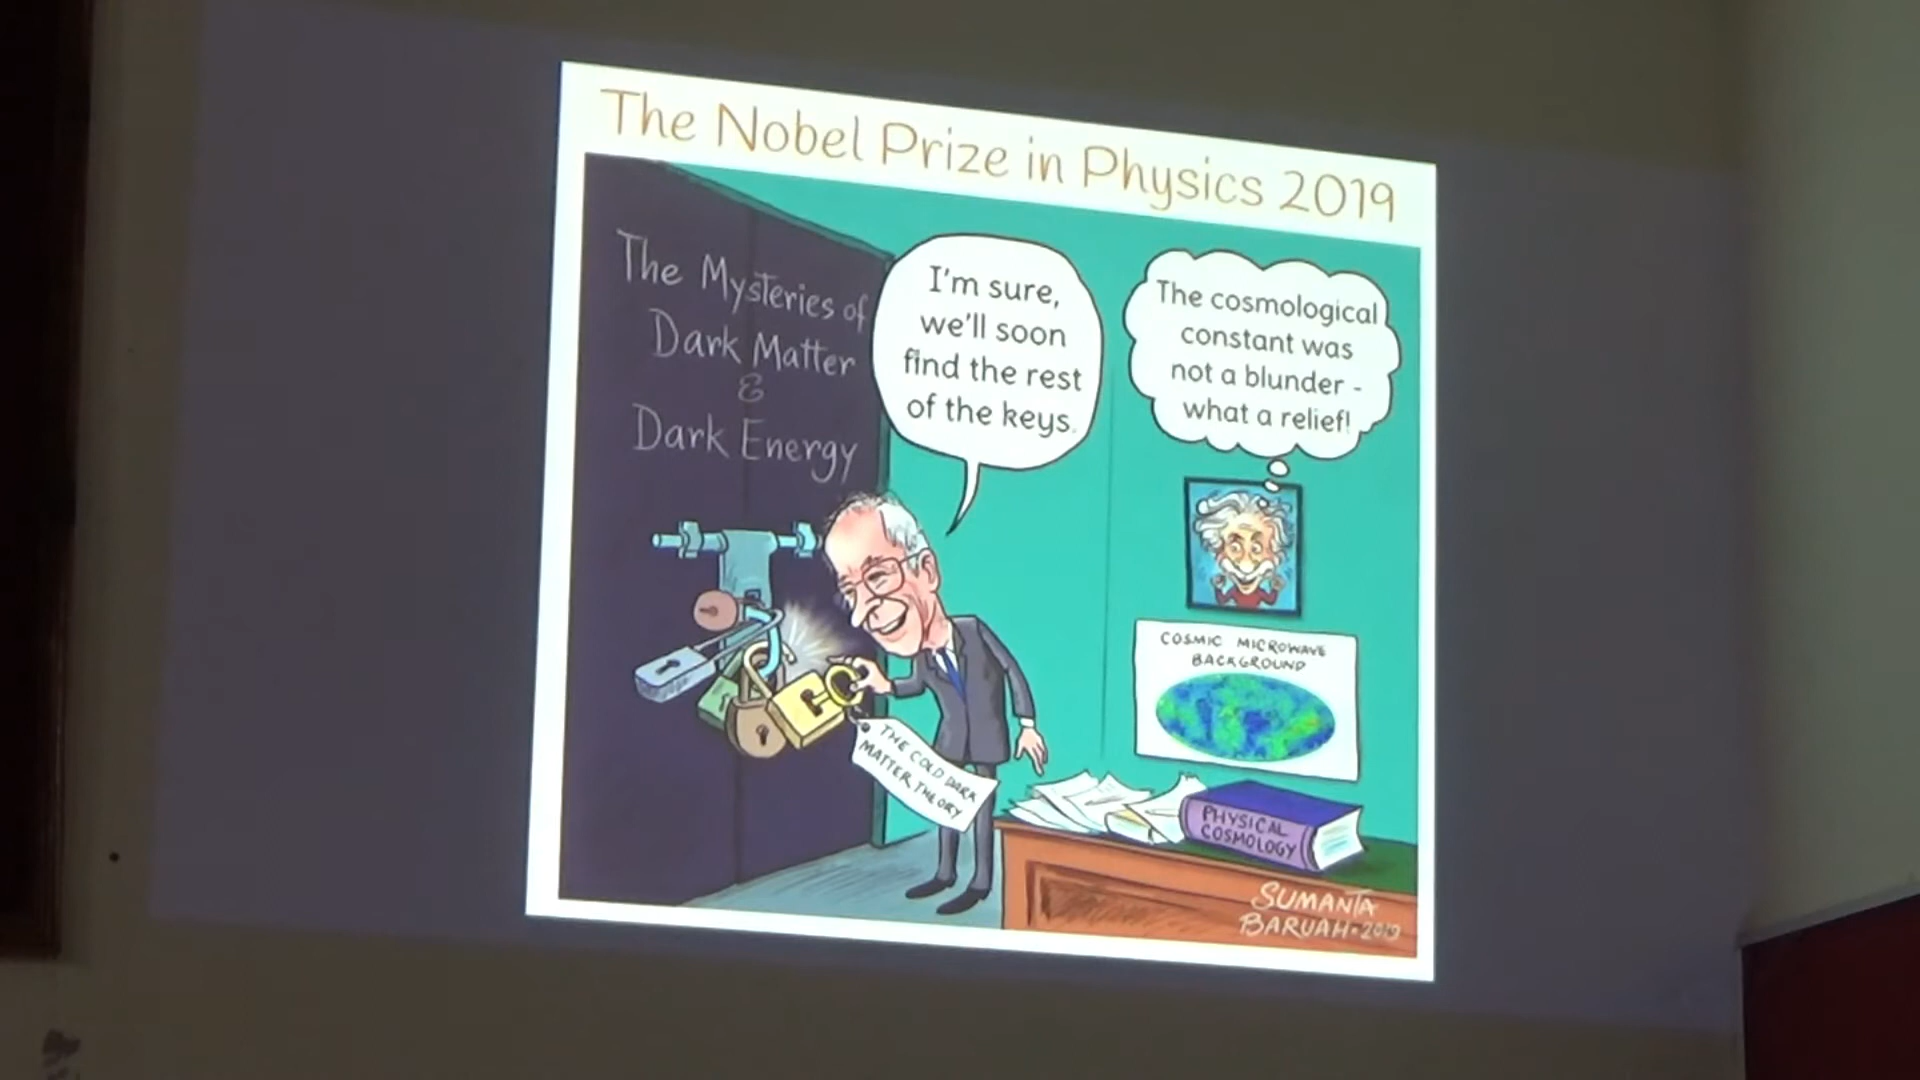 The Nobel Prize in Physics 2019
The Mysteries of
Dark Matter
&
Dark Energy
I'm sure,
we'll soon
find the rest
of the keys.
The cosmological
constant was
not a blunder -
what a relief!
COSMIC MICROWAVE
BACKGROUND
THE COLD DARK
MATTER THEORY
PHYSICAL
COSMOLOGY
SUMANTA
BARUAH-2019